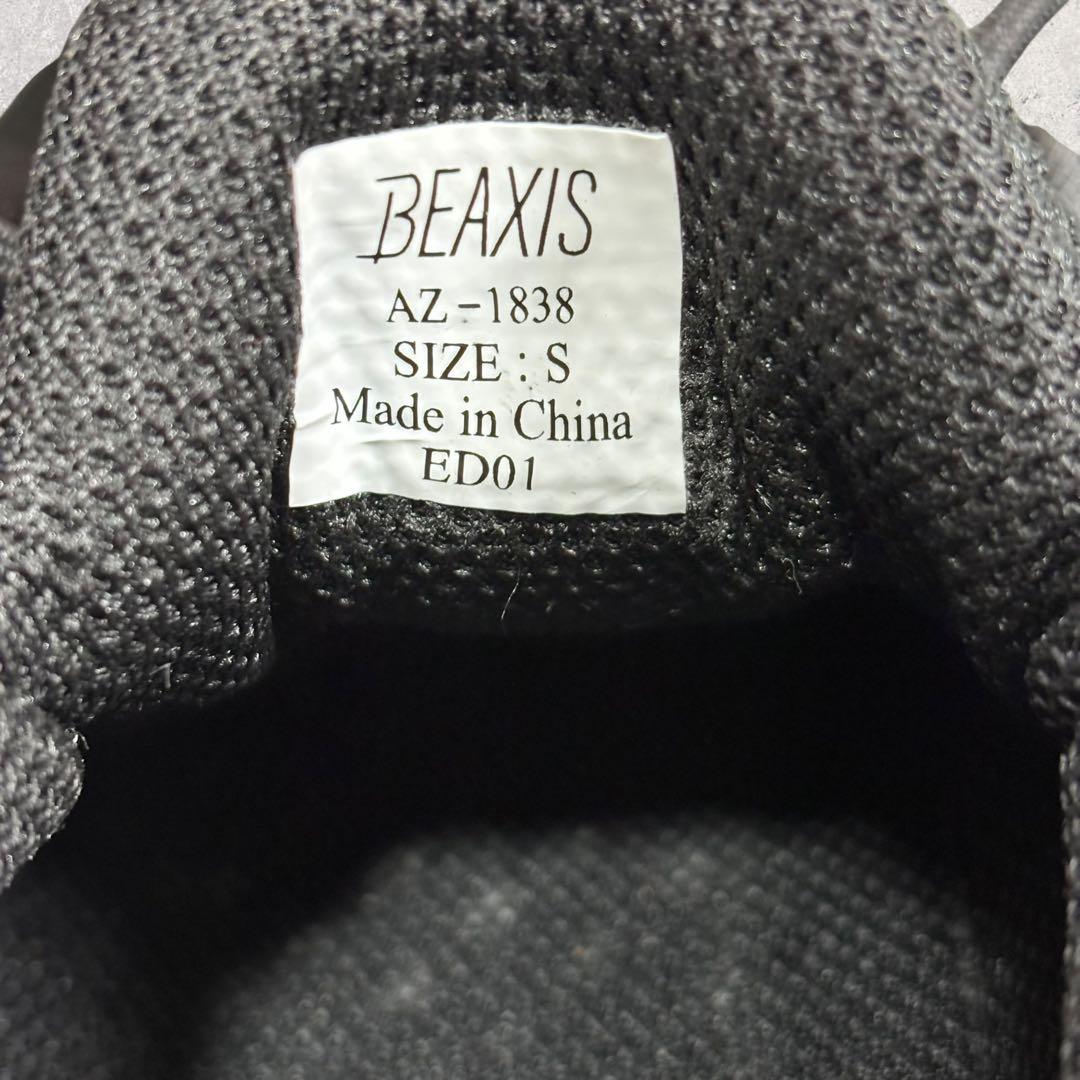 BEAXIS
AZ-1838
SIZE : S
Made in China
ED01